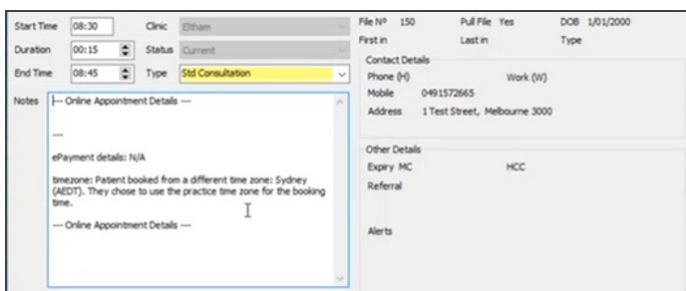 Start Time 08:30 Clinic Eltham
Duration 00:15 Status Current
End Time 08:45 Type Std Consultation
Notes
--- Online Appointment Details ---
---
ePayment details: N/A
timezone: Patient booked from a different time zone: Sydney
(AEDT). They chose to use the practice time zone for the booking
time.
--- Online Appointment Details ---
File Nº 150 Pull File Yes DOB 1/01/2000
First in Last in Type
Contact Details
Phone (H) Work (W)
Mobile 0491572665
Address 1 Test Street, Melbourne 3000
Other Details
Expiry MC HCC
Referral
Alerts